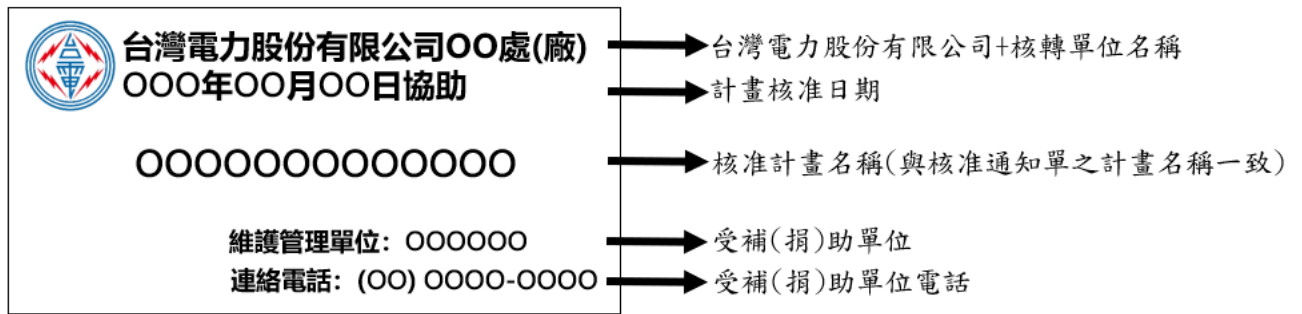 台電
台灣電力股份有限公司OO處(廠)
台灣電力股份有限公司+核轉單位名稱
OOO年OO月OO日協助
計畫核准日期
OOOOOOOOOOOOOO
核准計畫名稱(與核准通知單之計畫名稱一致)
維護管理單位：OOOOOO
受補(捐)助單位
連絡電話：(OO) OOOO-OOOO
受補(捐)助單位電話